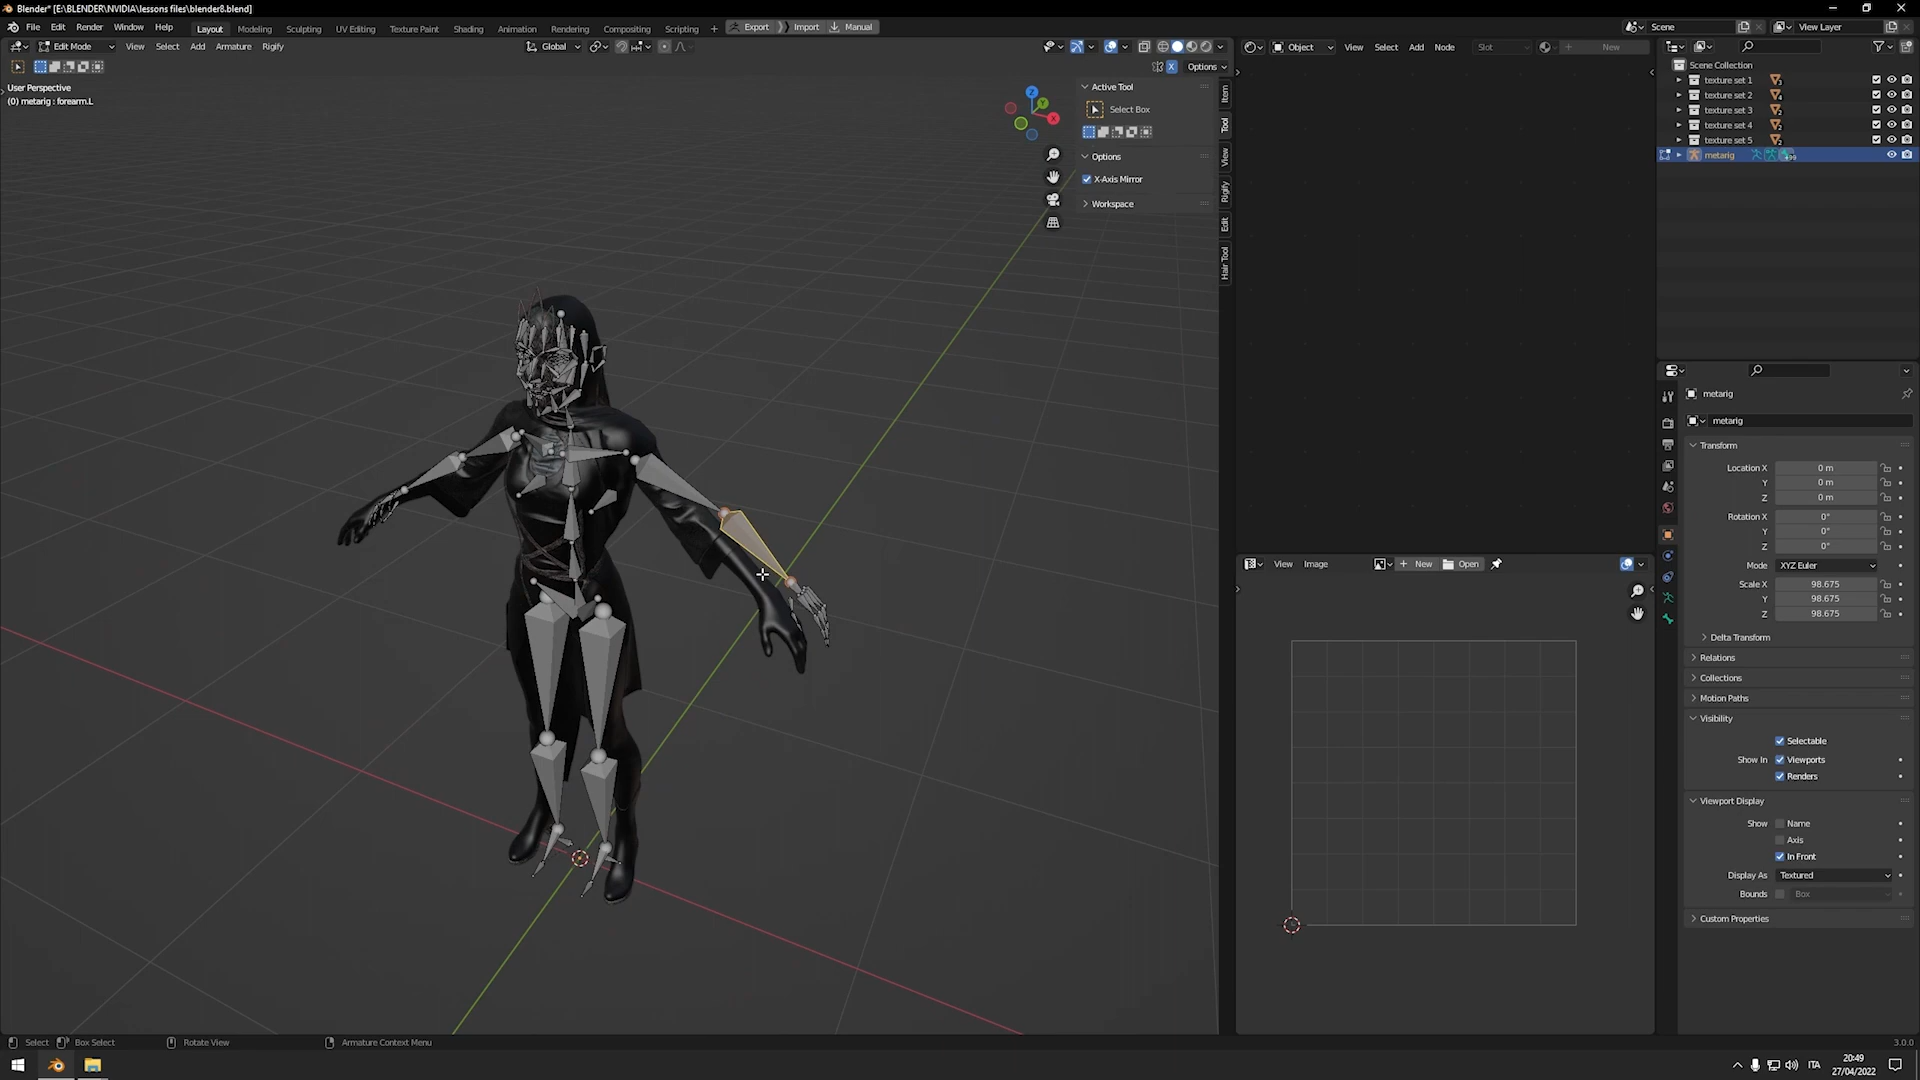 Blender* [E:\BLENDER\NVIDIA\lessons files\blender8.blend]
File Edit Render Window Help Layout Modeling Sculpting UV Editing Texture Paint Shading Animation Rendering Compositing Scripting + Export Import Manual Scene View Layer
Edit Mode View Select Add Armature Rigify Global Object View Select Add Node Slot New
Options
User Perspective
(0) metarig : forearm.L
Active Tool
Select Box
Options
X-Axis Mirror
Workspace
Item
Tool
View
Rigify
Edit
Hair Tool
X
Y
Z
Scene Collection
texture set 1
texture set 2
texture set 3
texture set 4
texture set 5
metarig
metarig
metarig
Transform
Location X 0 m
Y 0 m
Z 0 m
Rotation X 0°
Y 0°
Z 0°
Mode XYZ Euler
Scale X 98.675
Y 98.675
Z 98.675
Delta Transform
Relations
Collections
Motion Paths
Visibility
Selectable
Show In Viewports
Renders
Viewport Display
Show Name
Axis
In Front
Display As Textured
Bounds Box
Custom Properties
View Image New Open
Select Box Select Rotate View Armature Context Menu 3.0.0
ITA 20:49
27/04/2022